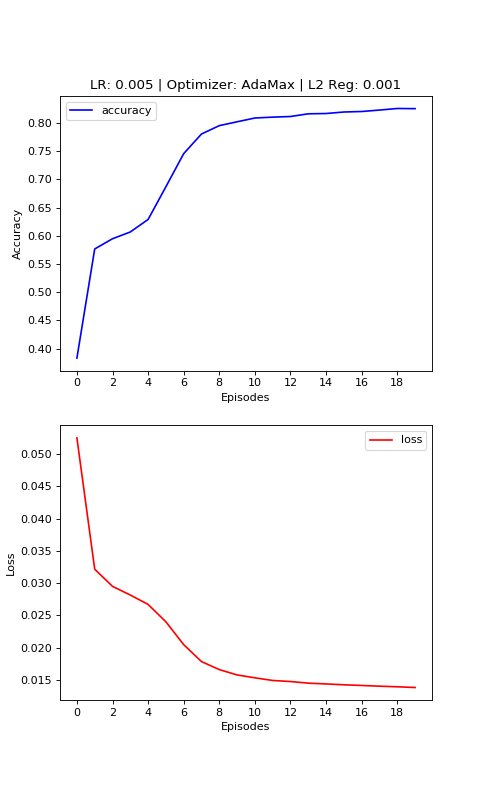 LR: 0.005 | Optimizer: AdaMax | L2 Reg: 0.001
accuracy
0.80
0.75
0.70
0.65
0.60
0.55
0.50
0.45
0.40
Accuracy
0 2 4 6 8 10 12 14 16 18
Episodes
loss
0.050
0.045
0.040
0.035
0.030
0.025
0.020
0.015
Loss
0 2 4 6 8 10 12 14 16 18
Episodes